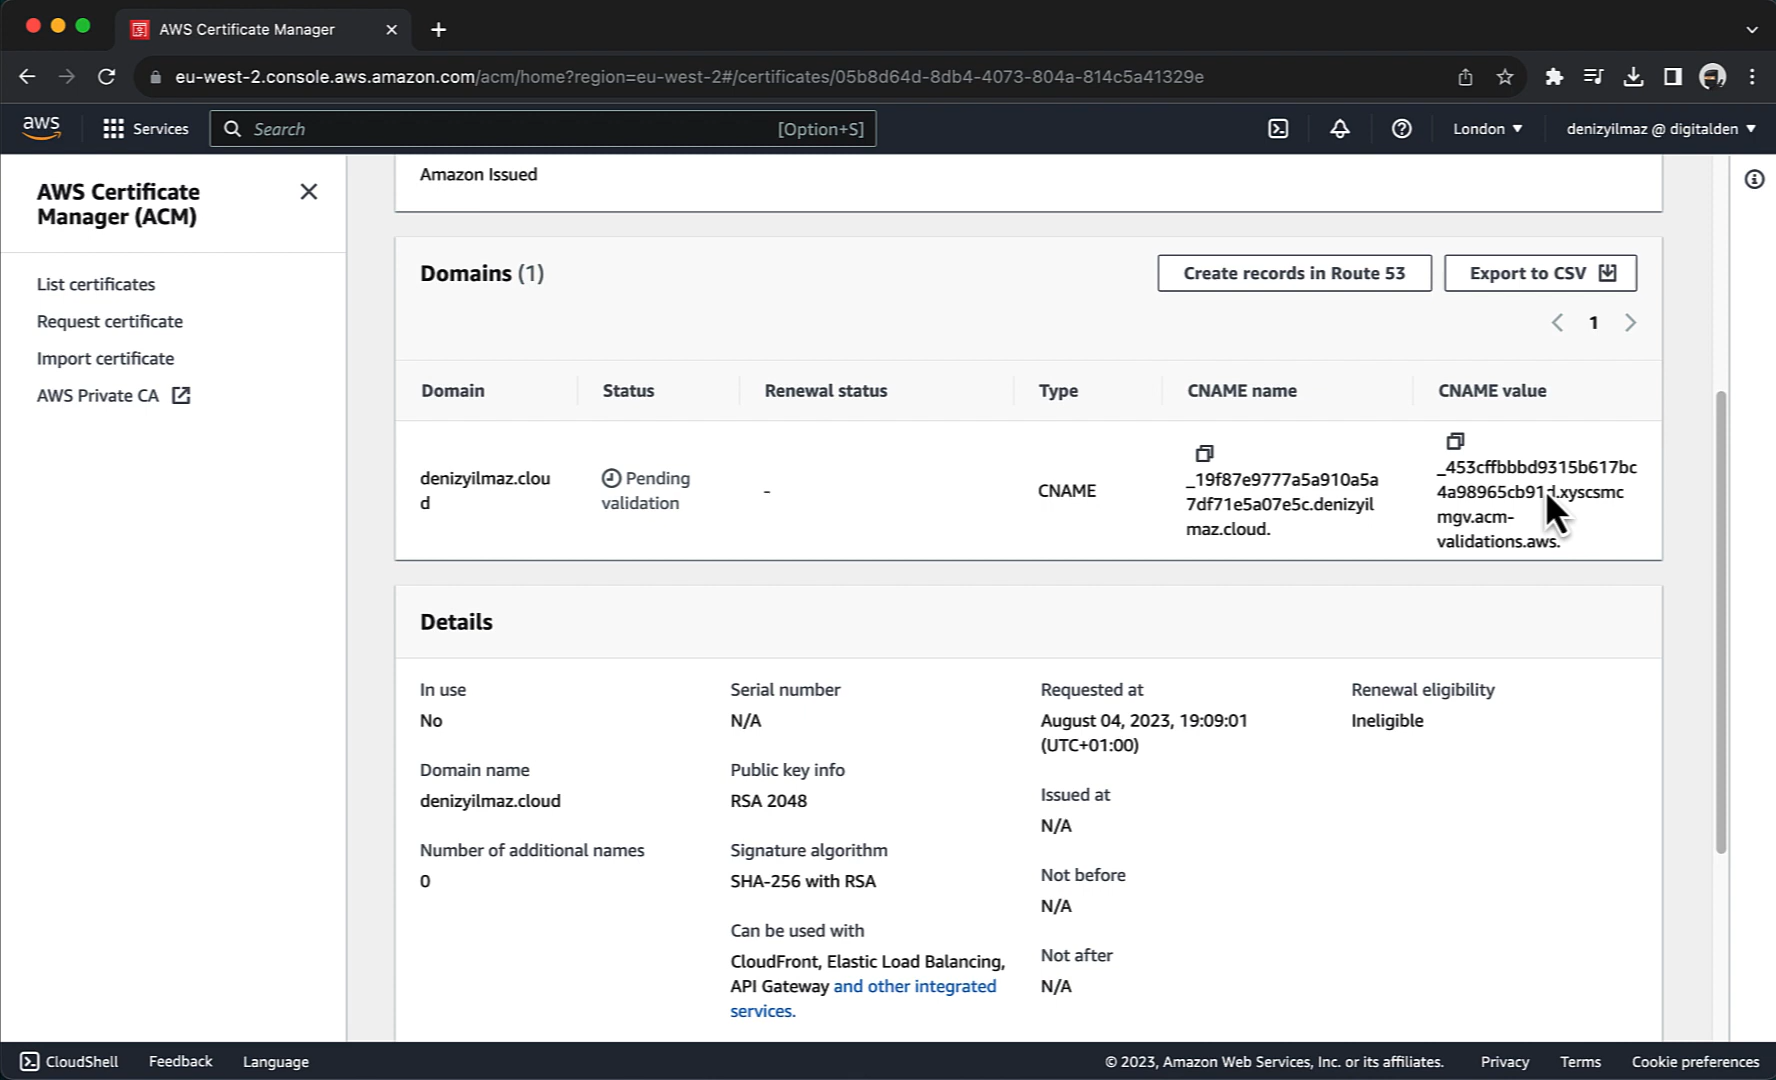 AWS Certificate Manager
eu-west-2.console.aws.amazon.com/acm/home?region=eu-west-2#/certificates/05b8d64d-8db4-4073-804a-814c5a41329e
aws
Services
Search
[Option+S]
London
denizyilmaz @ digitalden
AWS Certificate
Manager (ACM)
List certificates
Request certificate
Import certificate
AWS Private CA
Amazon Issued
Domains (1)
Create records in Route 53
Export to CSV
1
Domain
Status
Renewal status
Type
CNAME name
CNAME value
denizyilmaz.clou
d
Pending
validation
-
CNAME
_19f87e9777a5a910a5a
7df71e5a07e5c.denizyil
maz.cloud.
_453cffbbbd9315b617bc
4a98965cb91d.xyscsmc
mgv.acm-
validations.aws.
Details
In use
No
Domain name
denizyilmaz.cloud
Number of additional names
0
Serial number
N/A
Public key info
RSA 2048
Signature algorithm
SHA-256 with RSA
Can be used with
CloudFront, Elastic Load Balancing,
API Gateway and other integrated
services.
Requested at
August 04, 2023, 19:09:01
(UTC+01:00)
Issued at
N/A
Not before
N/A
Not after
N/A
Renewal eligibility
Ineligible
CloudShell
Feedback
Language
© 2023, Amazon Web Services, Inc. or its affiliates.
Privacy
Terms
Cookie preferences